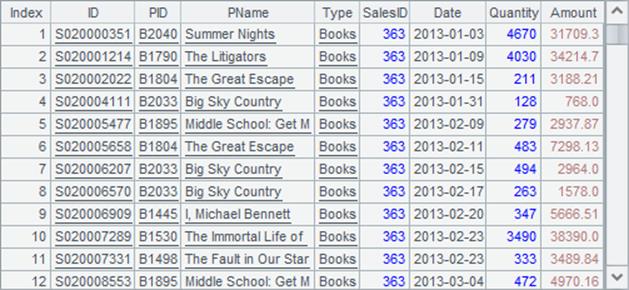 Index ID PID PName Type SalesID Date Quantity Amount
1 S020000351 B2040 Summer Nights Books 363 2013-01-03 4670 31709.3
2 S020001214 B1790 The Litigators Books 363 2013-01-09 4030 34214.7
3 S020002022 B1804 The Great Escape Books 363 2013-01-15 211 3188.21
4 S020004111 B2033 Big Sky Country Books 363 2013-01-31 128 768.0
5 S020005477 B1895 Middle School: Get M Books 363 2013-02-09 279 2937.87
6 S020005658 B1804 The Great Escape Books 363 2013-02-11 483 7298.13
7 S020006207 B2033 Big Sky Country Books 363 2013-02-15 494 2964.0
8 S020006570 B2033 Big Sky Country Books 363 2013-02-17 263 1578.0
9 S020006909 B1445 I, Michael Bennett Books 363 2013-02-20 347 5666.51
10 S020007289 B1530 The Immortal Life of Books 363 2013-02-23 3490 38390.0
11 S020007331 B1498 The Fault in Our Star Books 363 2013-02-23 333 3489.84
12 S020008553 B1895 Middle School: Get M Books 363 2013-03-04 472 4970.16